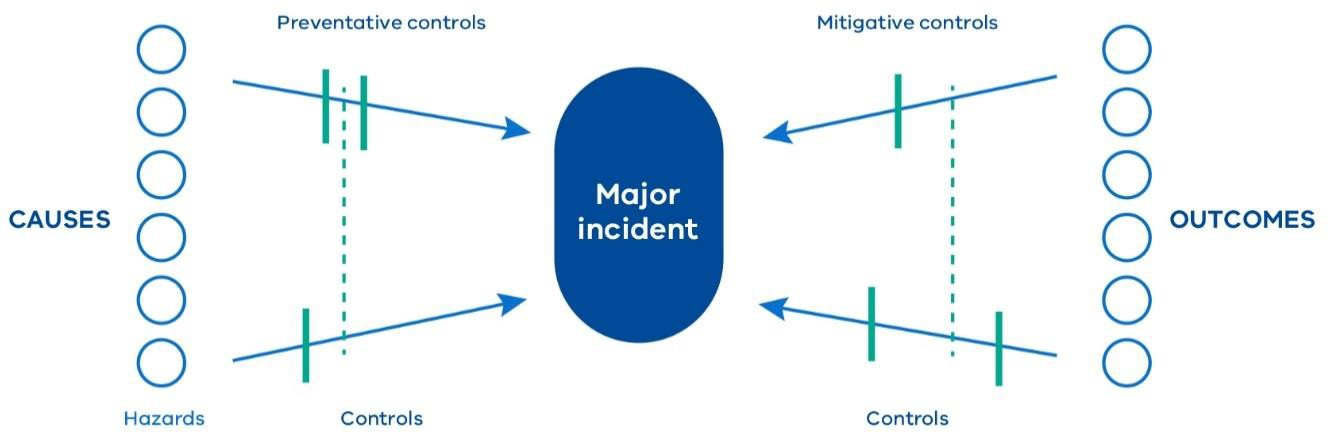 Preventative controls
Mitigative controls
CAUSES
Major
incident
OUTCOMES
Hazards
Controls
Controls